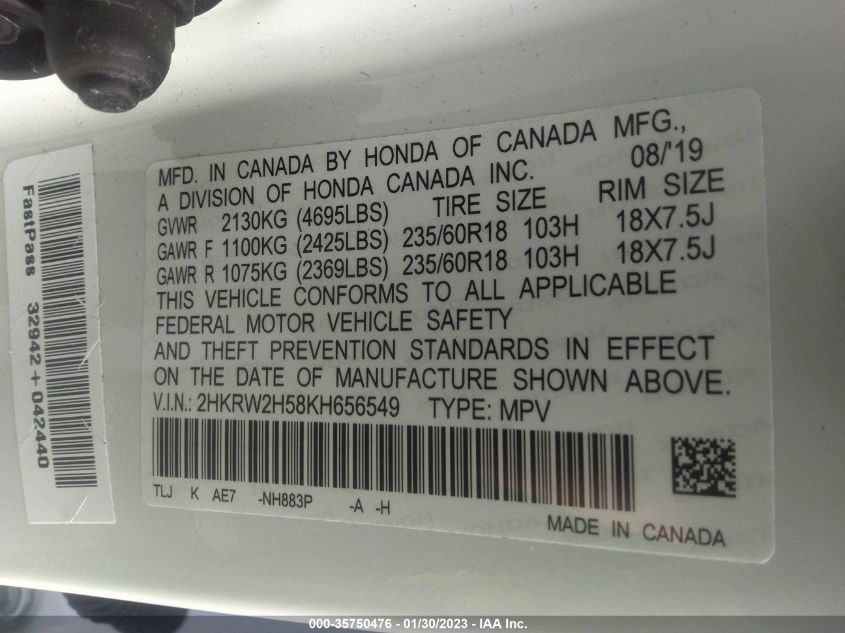 MFD. IN CANADA BY HONDA OF CANADA MFG.,
A DIVISION OF HONDA CANADA INC. 08/'19
GVWR 2130KG (4695LBS) TIRE SIZE RIM SIZE
GAWR F 1100KG (2425LBS) 235/60R18 103H 18X7.5J
GAWR R 1075KG (2369LBS) 235/60R18 103H 18X7.5J
THIS VEHICLE CONFORMS TO ALL APPLICABLE
FEDERAL MOTOR VEHICLE SAFETY
AND THEFT PREVENTION STANDARDS IN EFFECT
ON THE DATE OF MANUFACTURE SHOWN ABOVE.
V.I.N.: 2HKRW2H58KH656549 TYPE: MPV
TLJ K AE7 -NH883P -A -H
MADE IN CANADA
FastPass 32942 + 042440
000-35750476 - 01/30/2023 - IAA Inc.